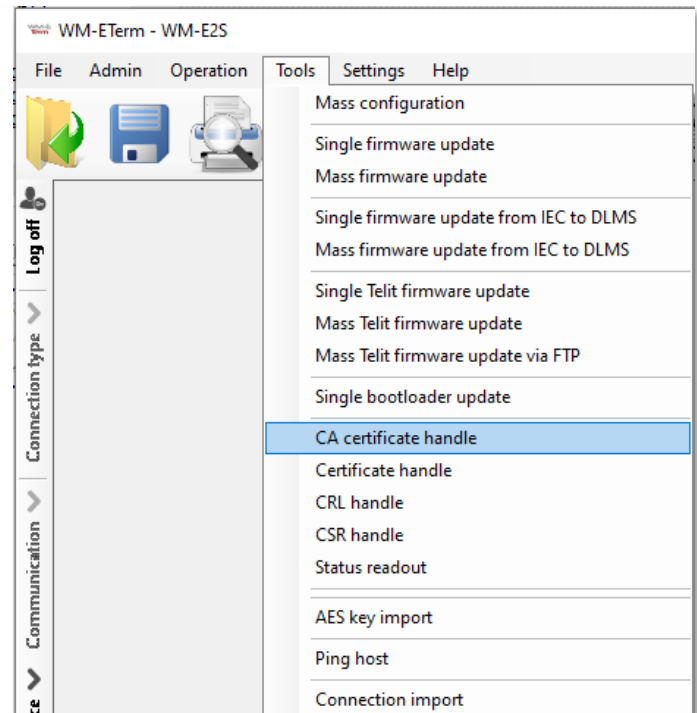 WM-ETerm - WM-E2S
File Admin Operation Tools Settings Help
Mass configuration
Single firmware update
Mass firmware update
Single firmware update from IEC to DLMS
Mass firmware update from IEC to DLMS
Single Telit firmware update
Mass Telit firmware update
Mass Telit firmware update via FTP
Single bootloader update
CA certificate handle
Certificate handle
CRL handle
CSR handle
Status readout
AES key import
Ping host
Connection import
Log off
Connection type
Communication